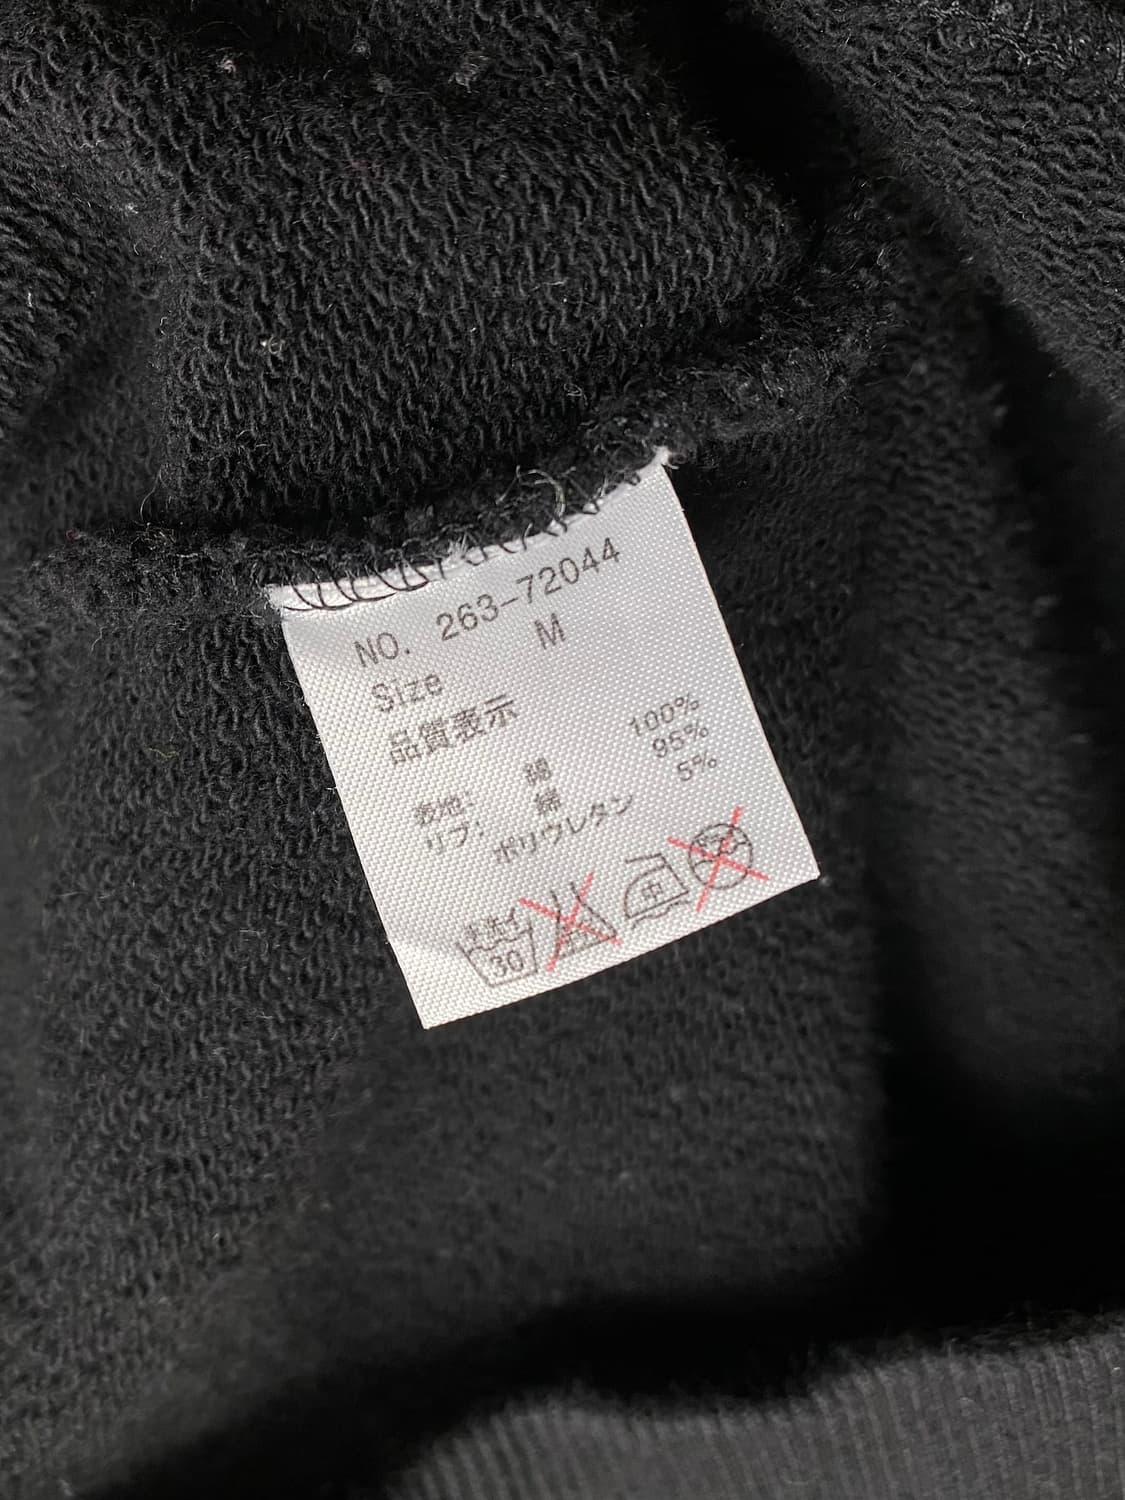 NO. 263-72044
Size M
品質表示
表地: 綿 100%
リブ: 綿 95%
ポリウレタン 5%
手洗イ
30
中